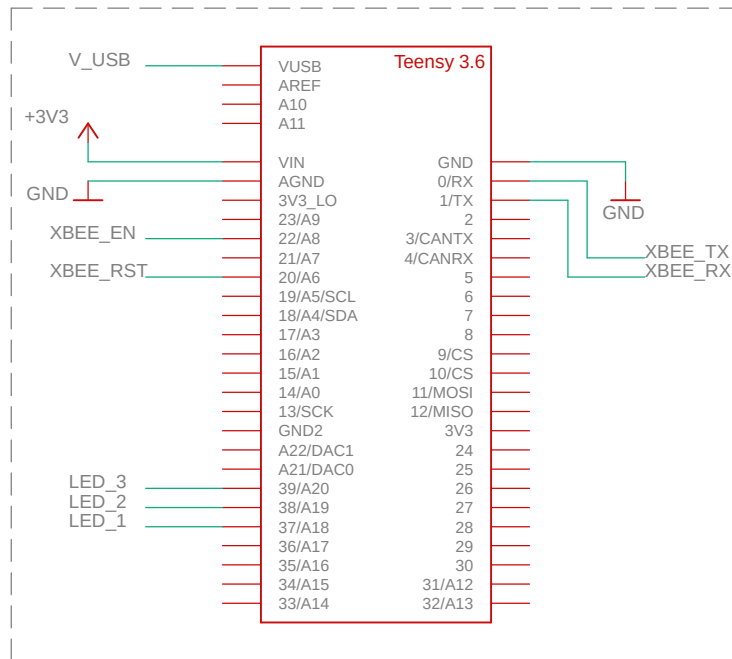 V_USB
+3V3
GND
XBEE_EN
XBEE_RST
LED_3
LED_2
LED_1
Teensy 3.6
VUSB
AREF
A10
A11
VIN
AGND
3V3_LO
23/A9
22/A8
21/A7
20/A6
19/A5/SCL
18/A4/SDA
17/A3
16/A2
15/A1
14/A0
13/SCK
GND2
A22/DAC1
A21/DAC0
39/A20
38/A19
37/A18
36/A17
35/A16
34/A15
33/A14
GND
0/RX
1/TX
2
3/CANTX
4/CANRX
5
6
7
8
9/CS
10/CS
11/MOSI
12/MISO
3V3
24
25
26
27
28
29
30
31/A12
32/A13
GND
XBEE_TX
XBEE_RX